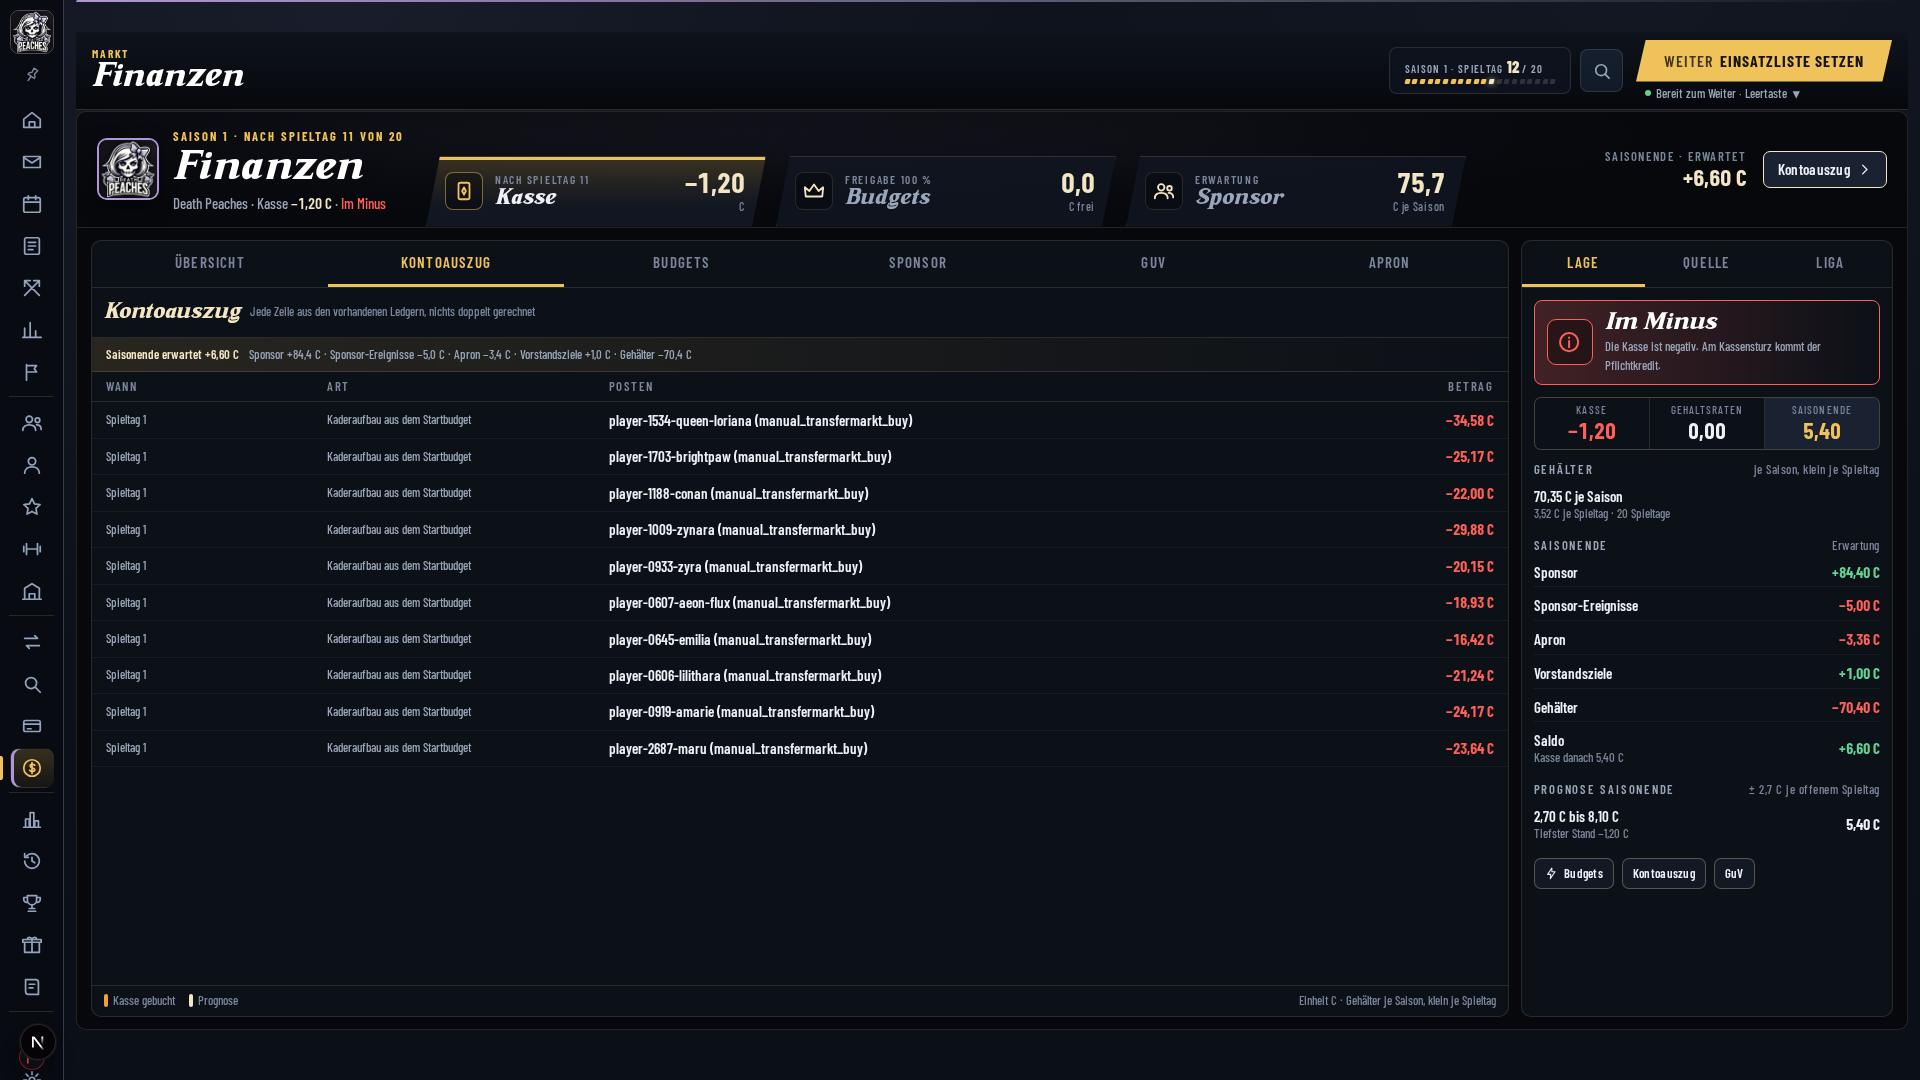 MARKT
Finanzen
SAISON 1 · SPIELTAG 12 / 20
WEITER EINSATZLISTE SETZEN
Bereit zum Weiter · Leertaste ▼
PEACHES
SAISON 1 · NACH SPIELTAG 11 VON 20
Finanzen
Death Peaches · Kasse −1,20 C · Im Minus
NACH SPIELTAG 11
Kasse
−1,20
C
FREIGABE 100 %
Budgets
0,0
C frei
ERWARTUNG
Sponsor
75,7
C je Saison
SAISONENDE · ERWARTET
+6,60 C
Kontoauszug
PEACHES
ÜBERSICHT KONTOAUSZUG BUDGETS SPONSOR GUV APRON
Kontoauszug Jede Zeile aus den vorhandenen Ledgern, nichts doppelt gerechnet
Saisonende erwartet +6,60 C Sponsor +84,4 C · Sponsor-Ereignisse −5,0 C · Apron −3,4 C · Vorstandsziele +1,0 C · Gehälter −70,4 C
WANN ART POSTEN BETRAG
Spieltag 1 Kaderaufbau aus dem Startbudget player-1534-queen-loriana (manual_transfermarkt_buy) −34,58 C
Spieltag 1 Kaderaufbau aus dem Startbudget player-1703-brightpaw (manual_transfermarkt_buy) −25,17 C
Spieltag 1 Kaderaufbau aus dem Startbudget player-1188-conan (manual_transfermarkt_buy) −22,00 C
Spieltag 1 Kaderaufbau aus dem Startbudget player-1009-zynara (manual_transfermarkt_buy) −29,88 C
Spieltag 1 Kaderaufbau aus dem Startbudget player-0933-zyra (manual_transfermarkt_buy) −20,15 C
Spieltag 1 Kaderaufbau aus dem Startbudget player-0607-aeon-flux (manual_transfermarkt_buy) −18,93 C
Spieltag 1 Kaderaufbau aus dem Startbudget player-0645-emilia (manual_transfermarkt_buy) −16,42 C
Spieltag 1 Kaderaufbau aus dem Startbudget player-0606-lilithara (manual_transfermarkt_buy) −21,24 C
Spieltag 1 Kaderaufbau aus dem Startbudget player-0919-amarie (manual_transfermarkt_buy) −24,17 C
Spieltag 1 Kaderaufbau aus dem Startbudget player-2687-maru (manual_transfermarkt_buy) −23,64 C
Kasse gebucht Prognose
Einheit C · Gehälter je Saison, klein je Spieltag
LAGE QUELLE LIGA
Im Minus
Die Kasse ist negativ. Am Kassensturz kommt der
Pflichtkredit.
KASSE GEHALTSRATEN SAISONENDE
−1,20 0,00 5,40
GEHÄLTER je Saison, klein je Spieltag
70,35 C je Saison
3,52 C je Spieltag · 20 Spieltage
SAISONENDE Erwartung
Sponsor +84,40 C
Sponsor-Ereignisse −5,00 C
Apron −3,36 C
Vorstandsziele +1,00 C
Gehälter −70,40 C
Saldo +6,60 C
Kasse danach 5,40 C
PROGNOSE SAISONENDE ± 2,7 C je offenem Spieltag
2,70 C bis 8,10 C 5,40 C
Tiefster Stand −1,20 C
Budgets Kontoauszug GuV
N